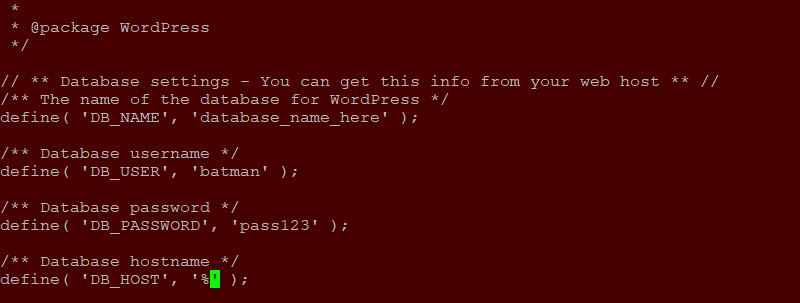 *
* @package WordPress
*/
// ** Database settings - You can get this info from your web host ** //
/** The name of the database for WordPress */
define( 'DB_NAME', 'database_name_here' );
/** Database username */
define( 'DB_USER', 'batman' );
/** Database password */
define( 'DB_PASSWORD', 'pass123' );
/** Database hostname */
define( 'DB_HOST', '%' );